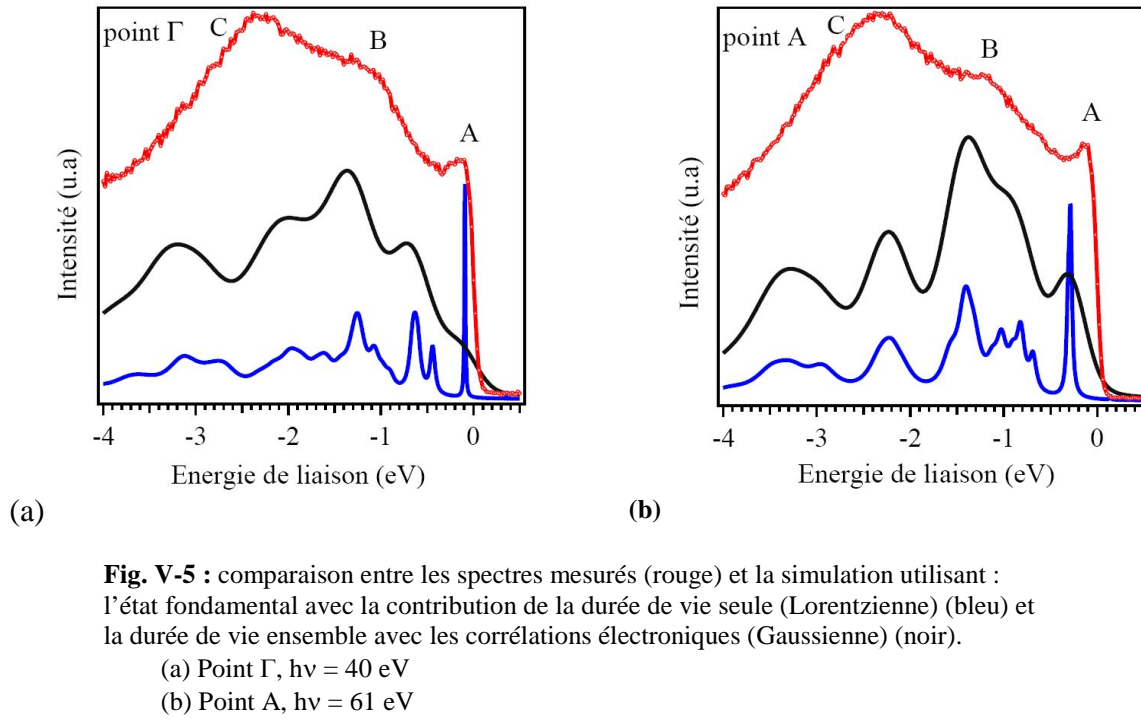 point Γ
C
B
A
Intensité (u.a)
-4
-3
-2
-1
0
Energie de liaison (eV)
(a)
point A
C
B
A
Intensité (u.a)
-4
-3
-2
-1
0
Energie de liaison (eV)
(b)
Fig. V-5 : comparaison entre les spectres mesurés (rouge) et la simulation utilisant :
l’état fondamental avec la contribution de la durée de vie seule (Lorentzienne) (bleu) et
la durée de vie ensemble avec les corrélations électroniques (Gaussienne) (noir).
(a) Point Γ, hν = 40 eV
(b) Point A, hν = 61 eV